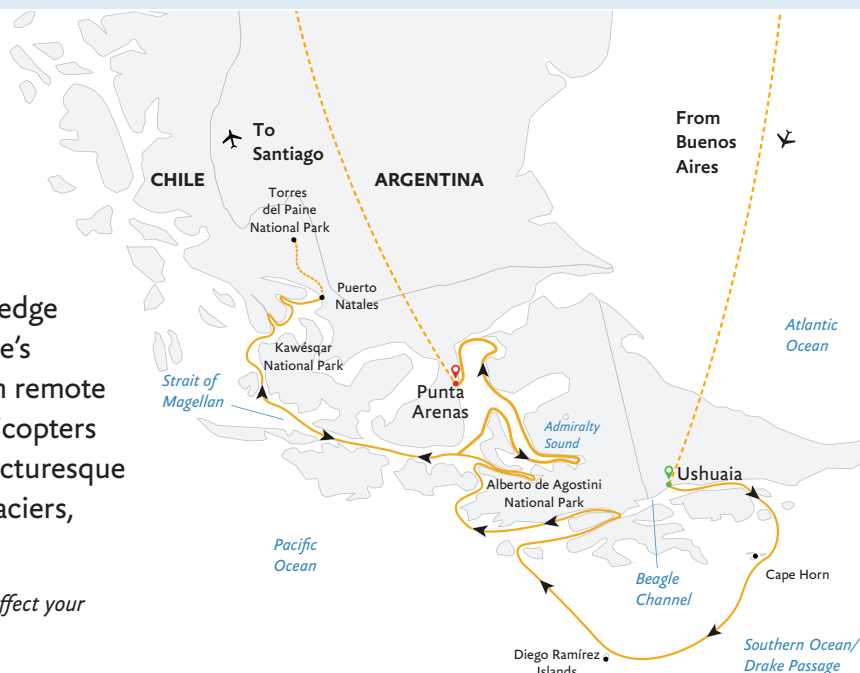 To
Santiago
From
Buenos
Aires
CHILE
ARGENTINA
Torres
del Paine
National Park
Puerto
Natales
Kawésqar
National Park
Strait of
Magellan
Punta
Arenas
Admiralty
Sound
Alberto de Agostini
National Park
Ushuaia
Atlantic
Ocean
Pacific
Ocean
Beagle
Channel
Cape Horn
Diego Ramírez
Islands
Southern Ocean/
Drake Passage
edge
e's
remote
copters
cturesque
aciers,
ffect your